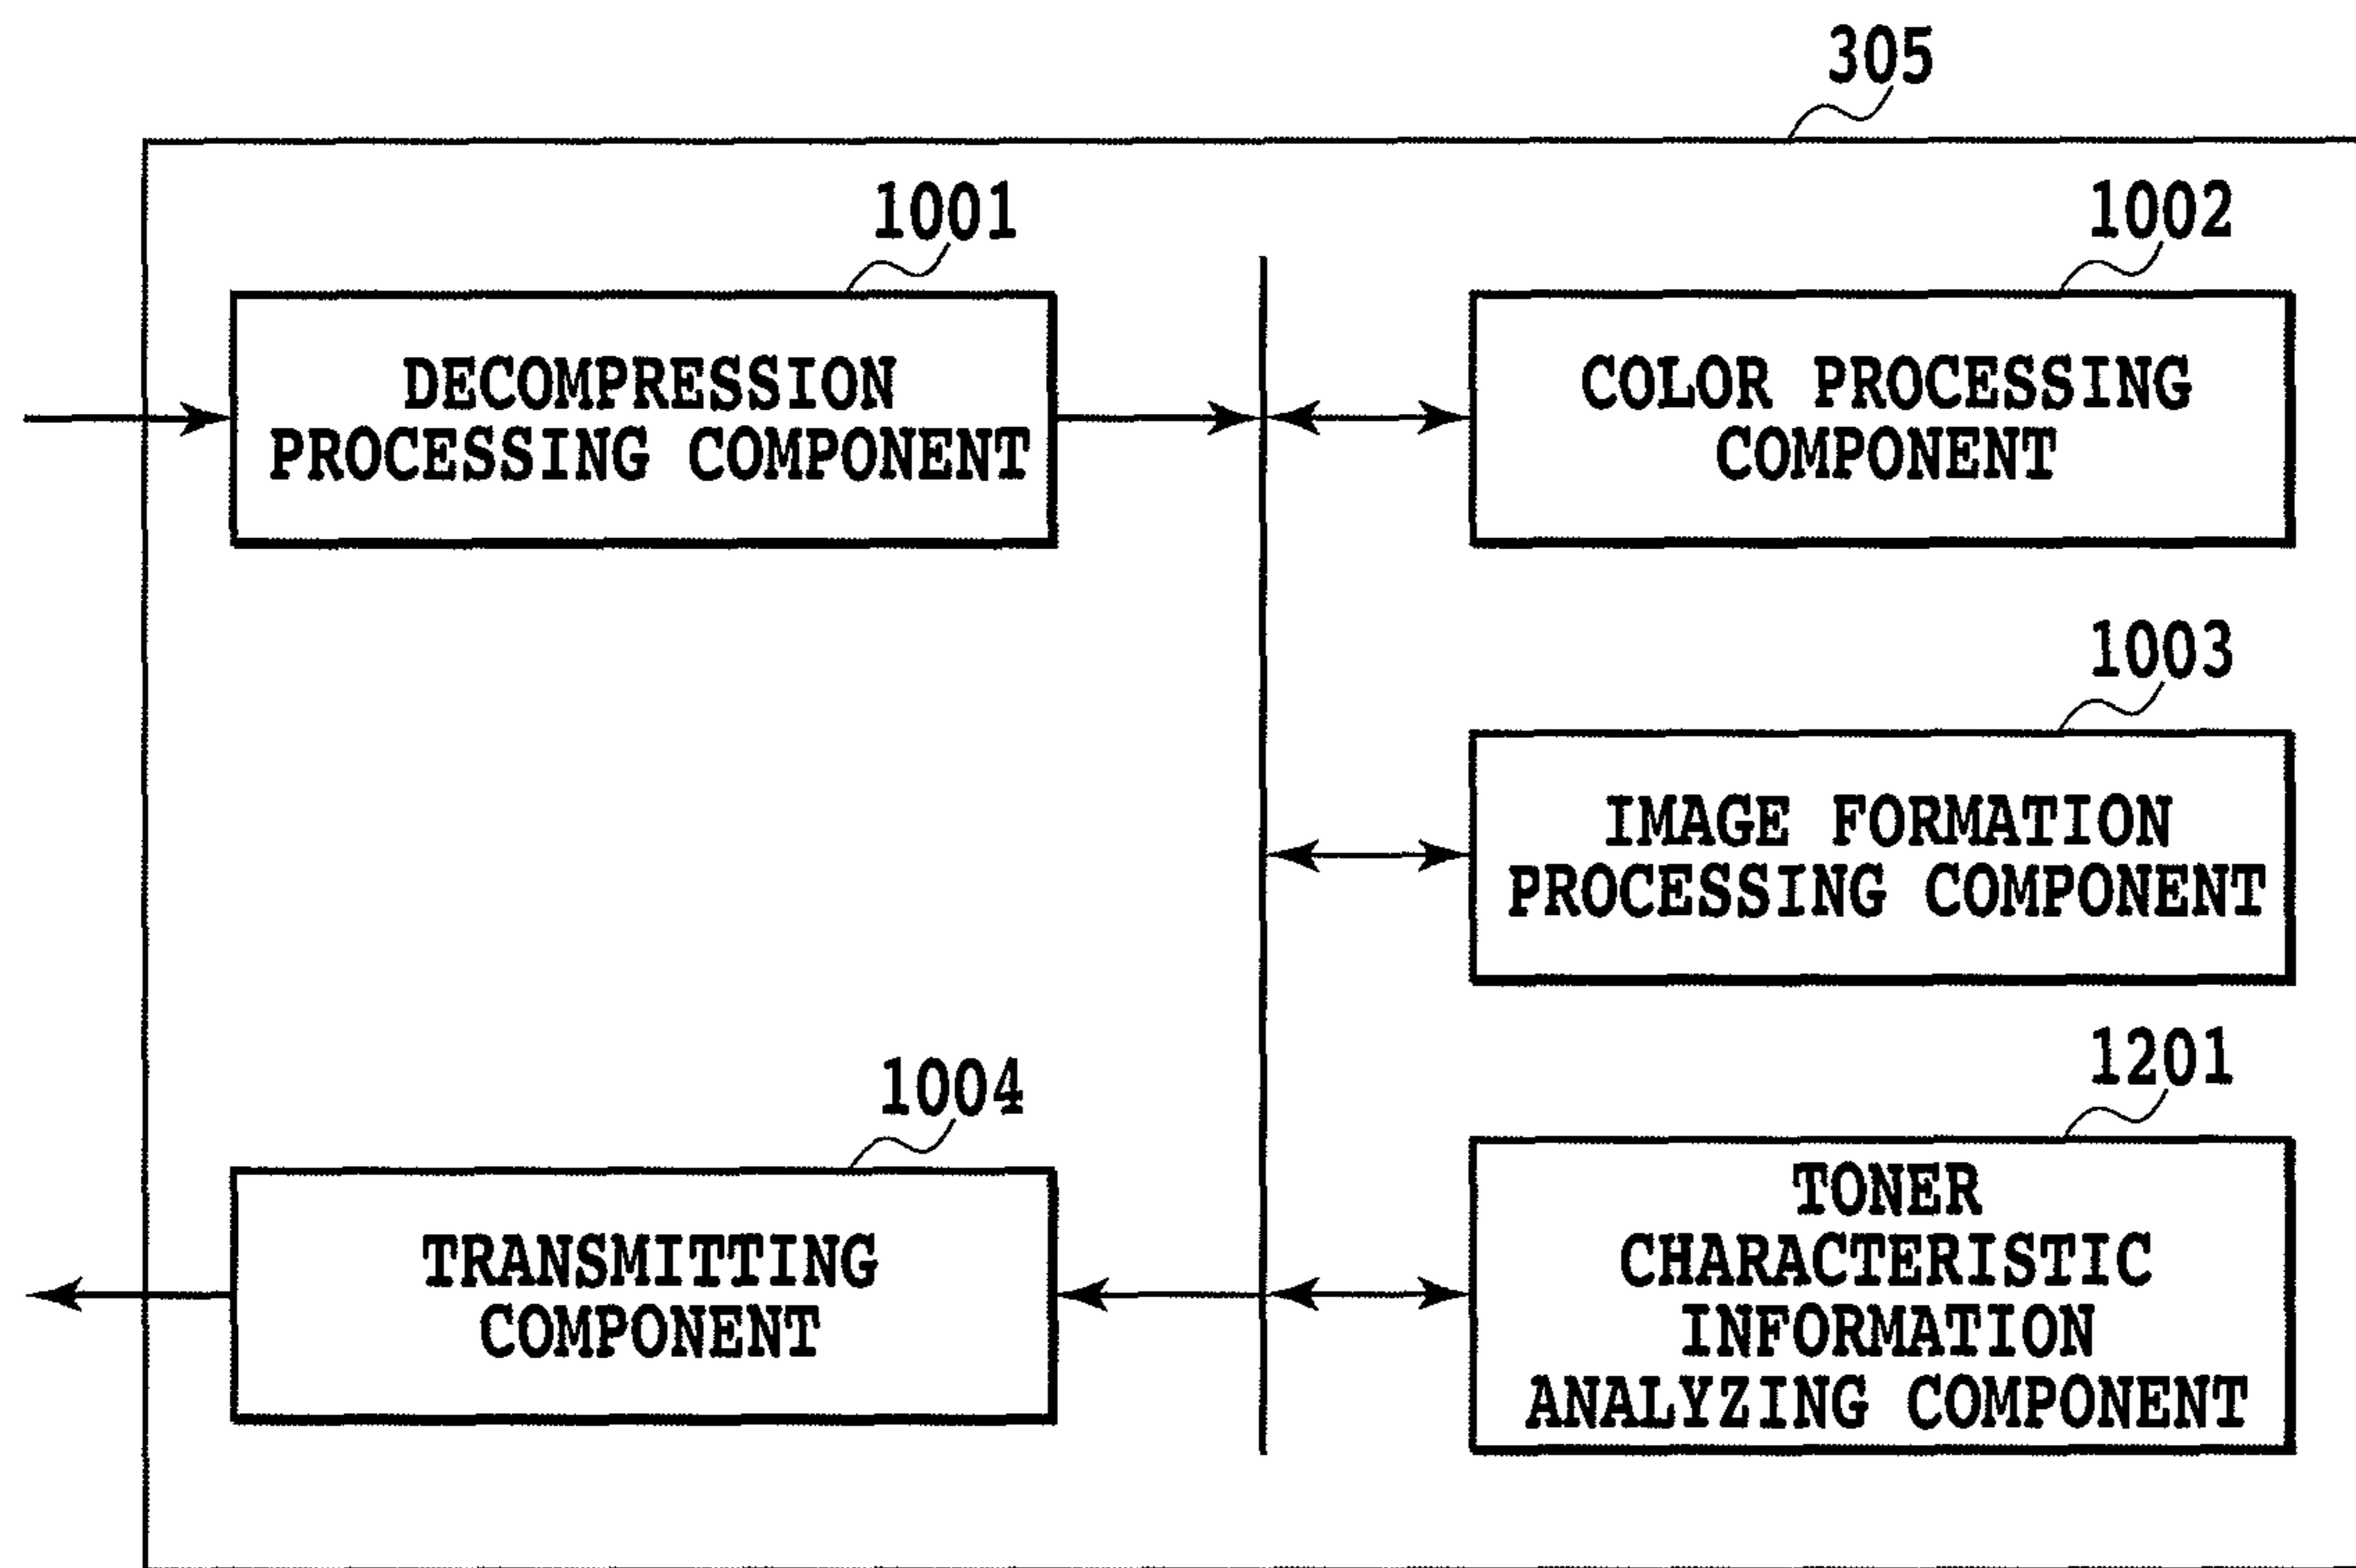 305
1001
DECOMPRESSION
PROCESSING COMPONENT
1002
COLOR PROCESSING
COMPONENT
1003
IMAGE FORMATION
PROCESSING COMPONENT
1004
TRANSMITTING
COMPONENT
1201
TONER
CHARACTERISTIC
INFORMATION
ANALYZING COMPONENT